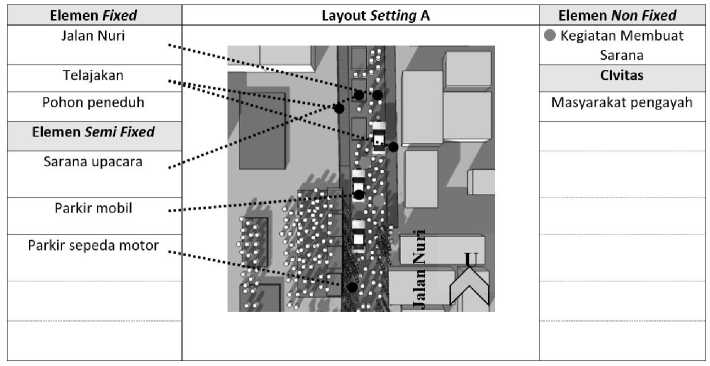 Elemen Fixed
Jalan Nuri
Telajakan
Pohon peneduh
Elemen Semi Fixed
Sarana upacara
Parkir mobil
Parkir sepeda motor
Layout Setting A
Jalan Nuri
U
Elemen Non Fixed
Kegiatan Membuat
Sarana
CIvitas
Masyarakat pengayah